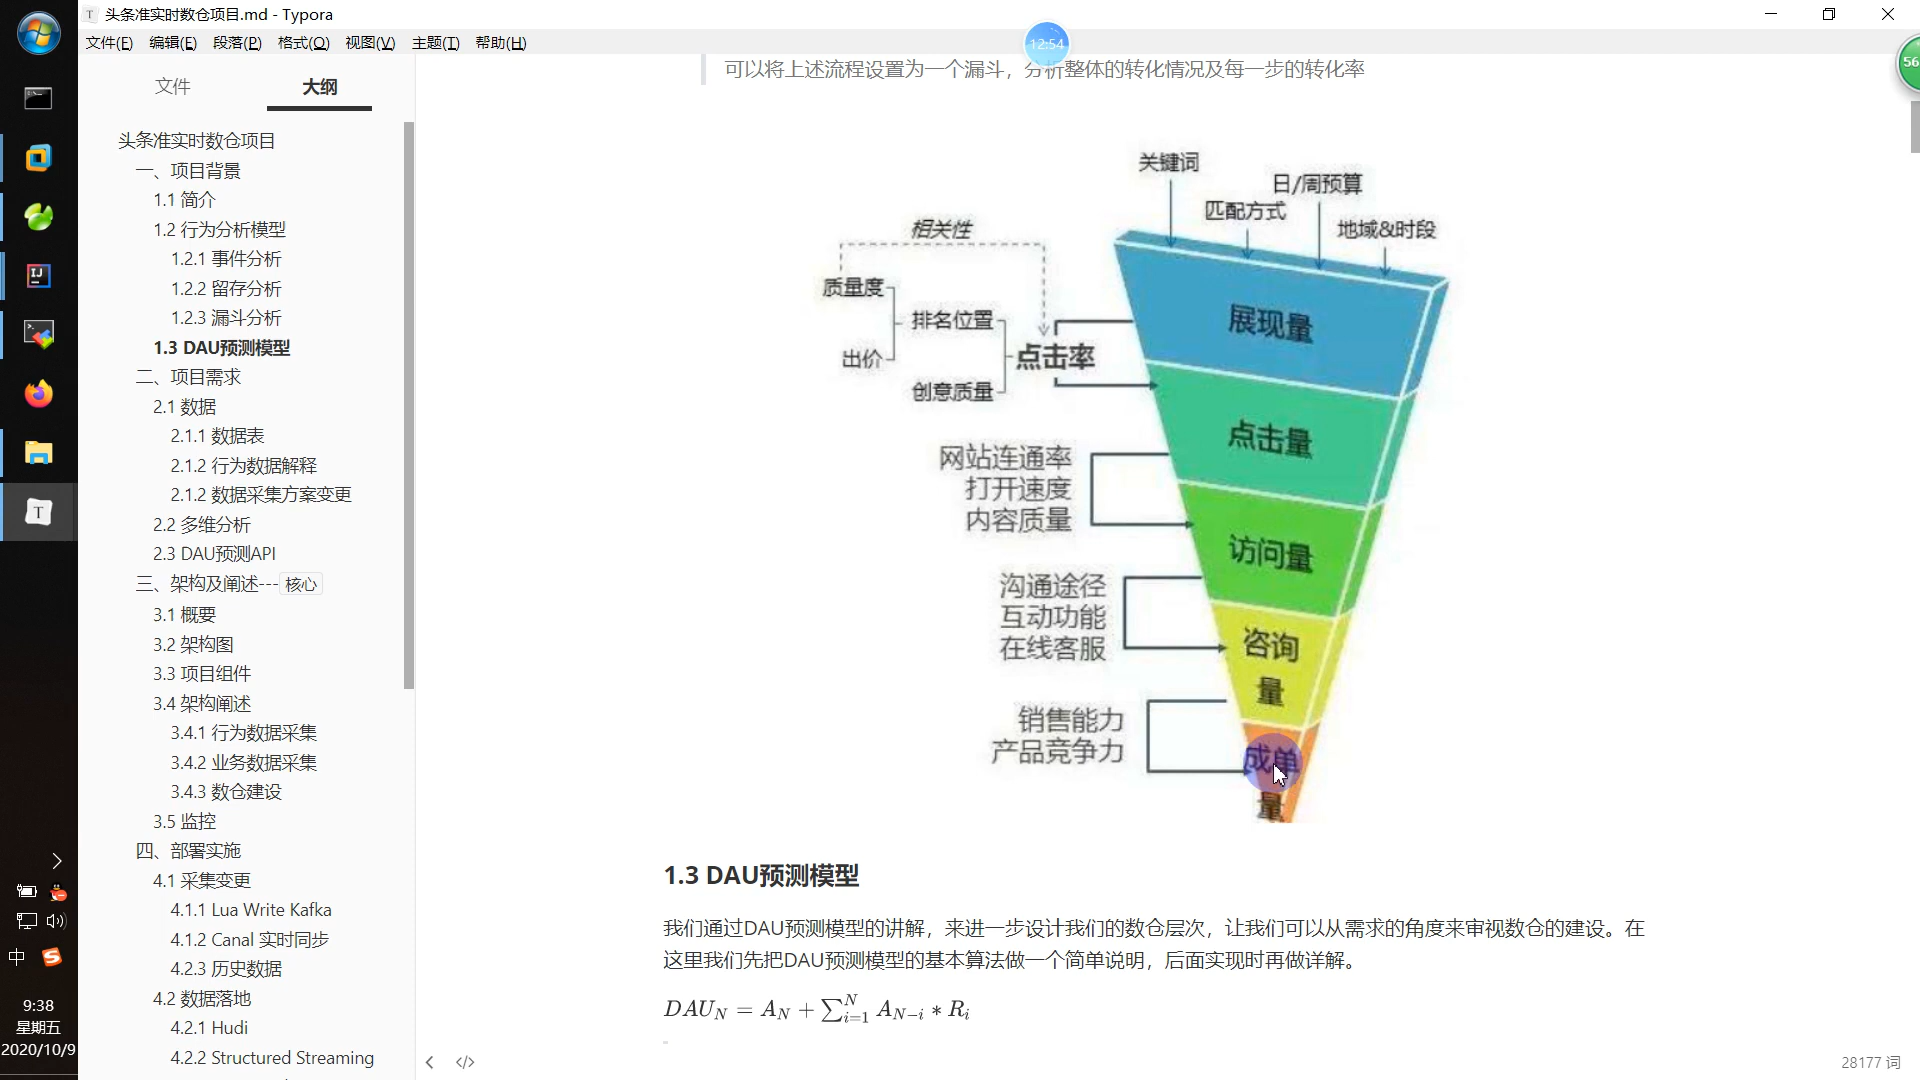 头条准实时数仓项目.md - Typora
文件(F) 编辑(E) 段落(P) 格式(O) 视图(V) 主题(T) 帮助(H)
12:54
56
文件 大纲
头条准实时数仓项目
一、项目背景
1.1 简介
1.2 行为分析模型
1.2.1 事件分析
1.2.2 留存分析
1.2.3 漏斗分析
1.3 DAU预测模型
二、项目需求
2.1 数据
2.1.1 数据表
2.1.2 行为数据解释
2.1.2 数据采集方案变更
2.2 多维分析
2.3 DAU预测API
三、架构及阐述---核心
3.1 概要
3.2 架构图
3.3 项目组件
3.4 架构阐述
3.4.1 行为数据采集
3.4.2 业务数据采集
3.4.3 数仓建设
3.5 监控
四、部署实施
4.1 采集变更
4.1.1 Lua Write Kafka
4.1.2 Canal 实时同步
4.2.3 历史数据
4.2 数据落地
4.2.1 Hudi
4.2.2 Structured Streaming
可以将上述流程设置为一个漏斗，分析整体的转化情况及每一步的转化率
关键词
日/周预算
匹配方式
地域&时段
相关性
质量度
排名位置
出价
点击率
创意质量
展现量
点击量
网站连通率
打开速度
内容质量
访问量
沟通途径
互动功能
在线客服
咨询
量
销售能力
产品竞争力
成单
量
1.3 DAU预测模型
我们通过DAU预测模型的讲解，来进一步设计我们的数仓层次，让我们可以从需求的角度来审视数仓的建设。在
这里我们先把DAU预测模型的基本算法做一个简单说明，后面实现时再做详解。
DAU_N = A_N + ∑_{i=1}^{N} A_{N−i} * R_i
28177 词
中
9:38
星期五
2020/10/9